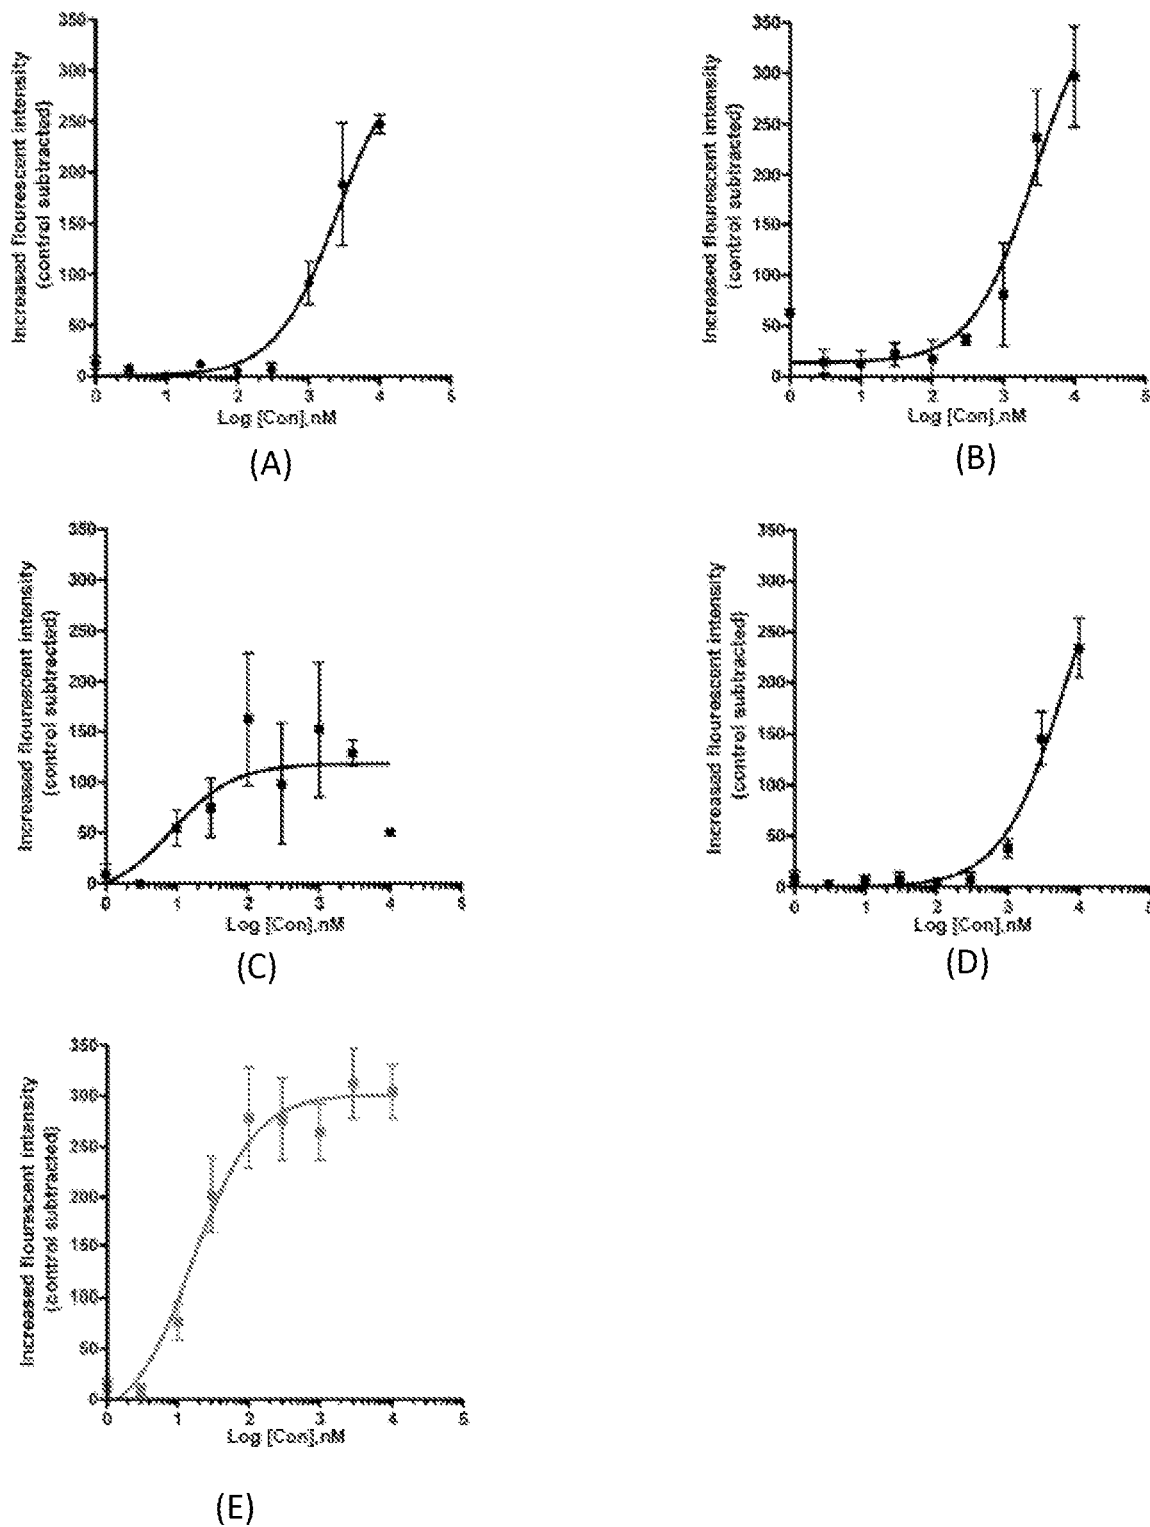 350
300
250
200
150
100
50
0
Increased flourescent intensity
(control subtracted)
0 1 2 3 4 5
Log [Con],nM
(A)
350
300
250
200
150
100
50
0
Increased flourescent intensity
(control subtracted)
0 1 2 3 4 5
Log [Con],nM
(B)
350
300
250
200
150
100
50
0
Increased flourescent intensity
(control subtracted)
0 1 2 3 4 5
Log [Con],nM
(C)
350
300
250
200
150
100
50
0
Increased flourescent intensity
(control subtracted)
0 1 2 3 4 5
Log [Con],nM
(D)
350
300
250
200
150
100
50
0
Increased flourescent intensity
(control subtracted)
0 1 2 3 4 5
Log [Con],nM
(E)